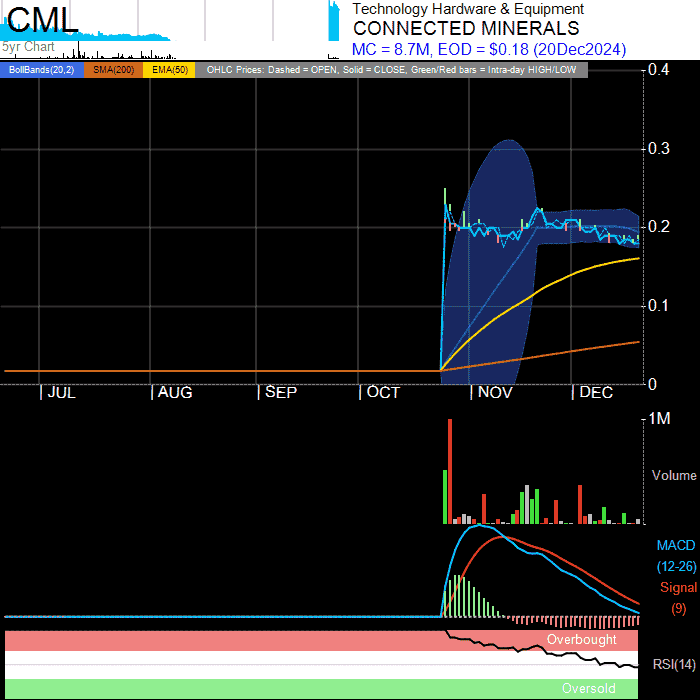 CML
5yr Chart
Technology Hardware & Equipment
CONNECTED MINERALS
MC = 8.7M, EOD = $0.18 (20Dec2024)
BollBands(20,2) SMA(200) EMA(50) OHLC Prices: Dashed = OPEN, Solid = CLOSE, Green/Red bars = Intra-day HIGH/LOW
0.4
0.3
0.2
0.1
0
JUL AUG SEP OCT NOV DEC
1M
Volume
MACD
(12-26)
Signal
(9)
Overbought
RSI(14)
Oversold